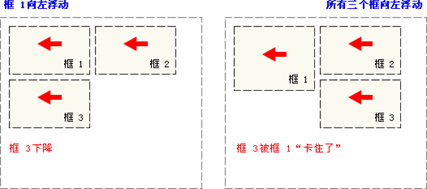 框 1向左浮动
所有三个框向左浮动
框 1
框 2
框 3
框 3下降
框 1
框 2
框 3
框 3被框 1“卡住了”